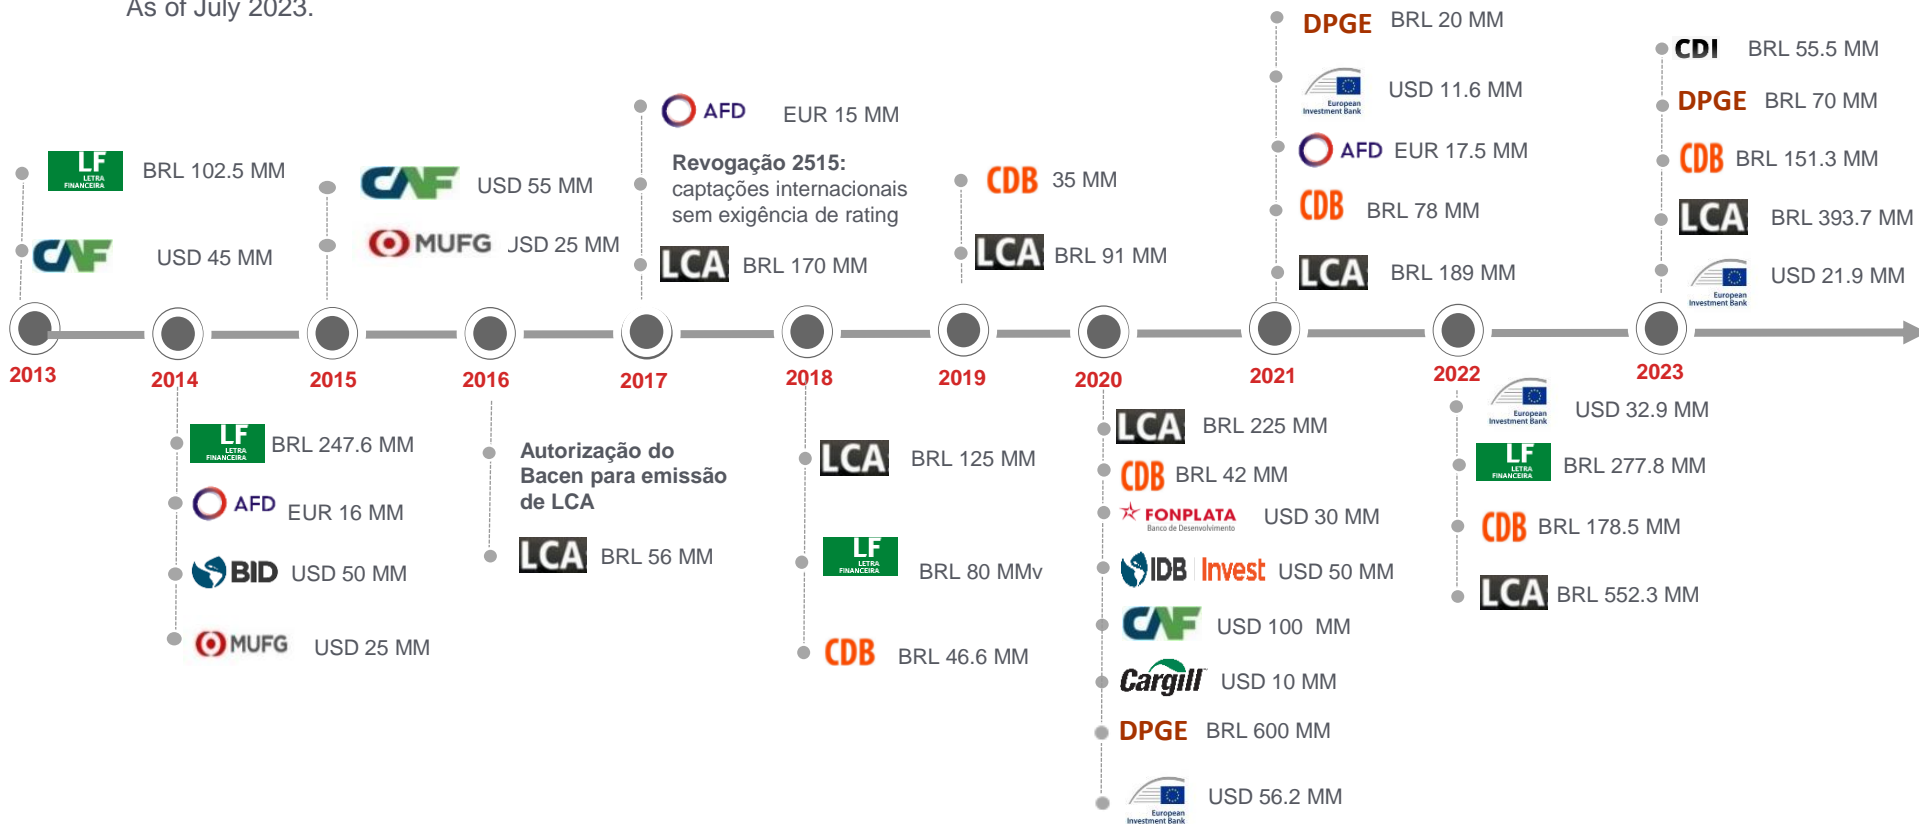 As of July 2023.
LF
LETRA
FINANCEIRA
BRL 102.5 MM
CAF
USD 45 MM
2013
2014
LF
LETRA
FINANCEIRA
BRL 247.6 MM
AFD
EUR 16 MM
BID
USD 50 MM
MUFG
USD 25 MM
CAF
USD 55 MM
MUFG
JSD 25 MM
2015
2016
Autorização do
Bacen para emissão
de LCA
LCA
BRL 56 MM
AFD
EUR 15 MM
Revogação 2515:
captações internacionais
sem exigência de rating
LCA
BRL 170 MM
2017
2018
LCA
BRL 125 MM
LF
LETRA
FINANCEIRA
BRL 80 MMv
CDB
BRL 46.6 MM
CDB
35 MM
LCA
BRL 91 MM
2019
2020
LCA
BRL 225 MM
CDB
BRL 42 MM
FONPLATA
Banco de Desenvolvimento
USD 30 MM
IDB Invest
USD 50 MM
CAF
USD 100 MM
Cargill
USD 10 MM
DPGE
BRL 600 MM
European
Investment Bank
USD 56.2 MM
DPGE
BRL 20 MM
European
Investment Bank
USD 11.6 MM
AFD
EUR 17.5 MM
CDB
BRL 78 MM
LCA
BRL 189 MM
2021
2022
European
Investment Bank
USD 32.9 MM
LF
LETRA
FINANCEIRA
BRL 277.8 MM
CDB
BRL 178.5 MM
LCA
BRL 552.3 MM
CDI
BRL 55.5 MM
DPGE
BRL 70 MM
CDB
BRL 151.3 MM
LCA
BRL 393.7 MM
European
Investment Bank
USD 21.9 MM
2023